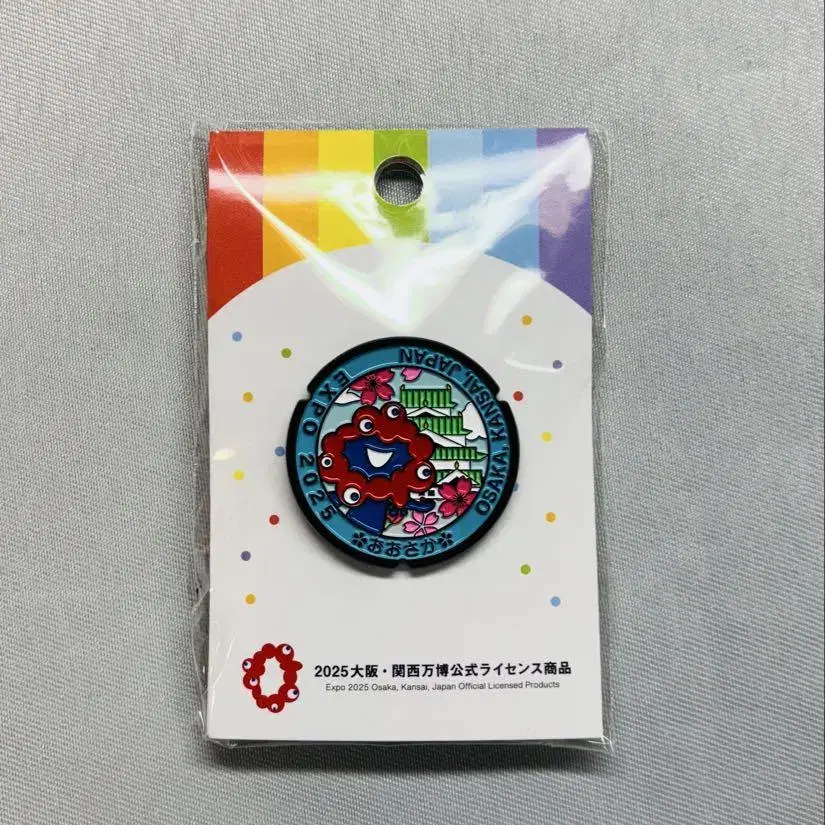 EXPO 2025
OSAKA, KANSAI, JAPAN
おおさか
2025大阪・関西万博公式ライセンス商品
Expo 2025 Osaka, Kansai, Japan Official Licensed Products